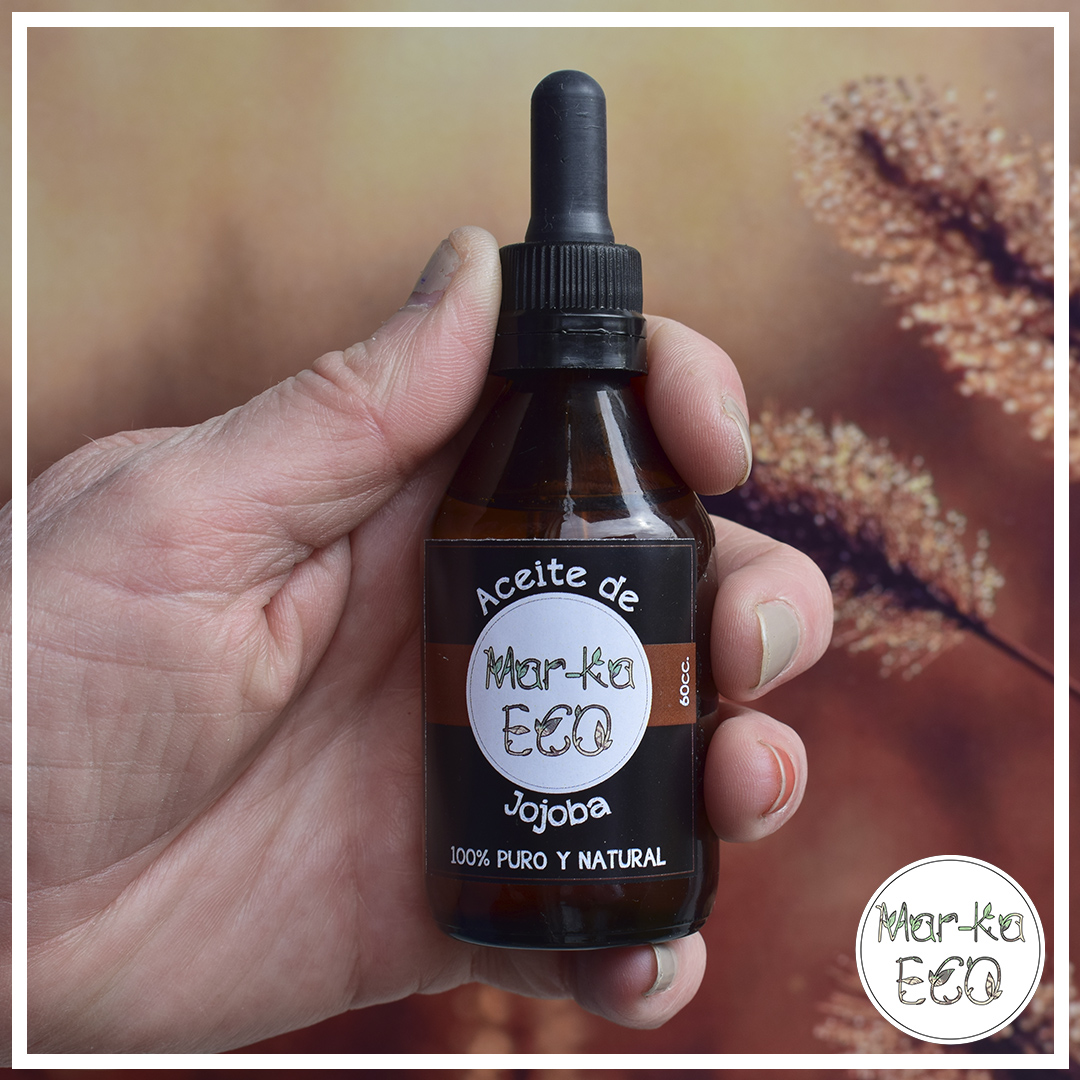 Aceite de
Mar-Ka
ECO
60cc.
Jojoba
100% PURO Y NATURAL
Mar-Ka
ECO